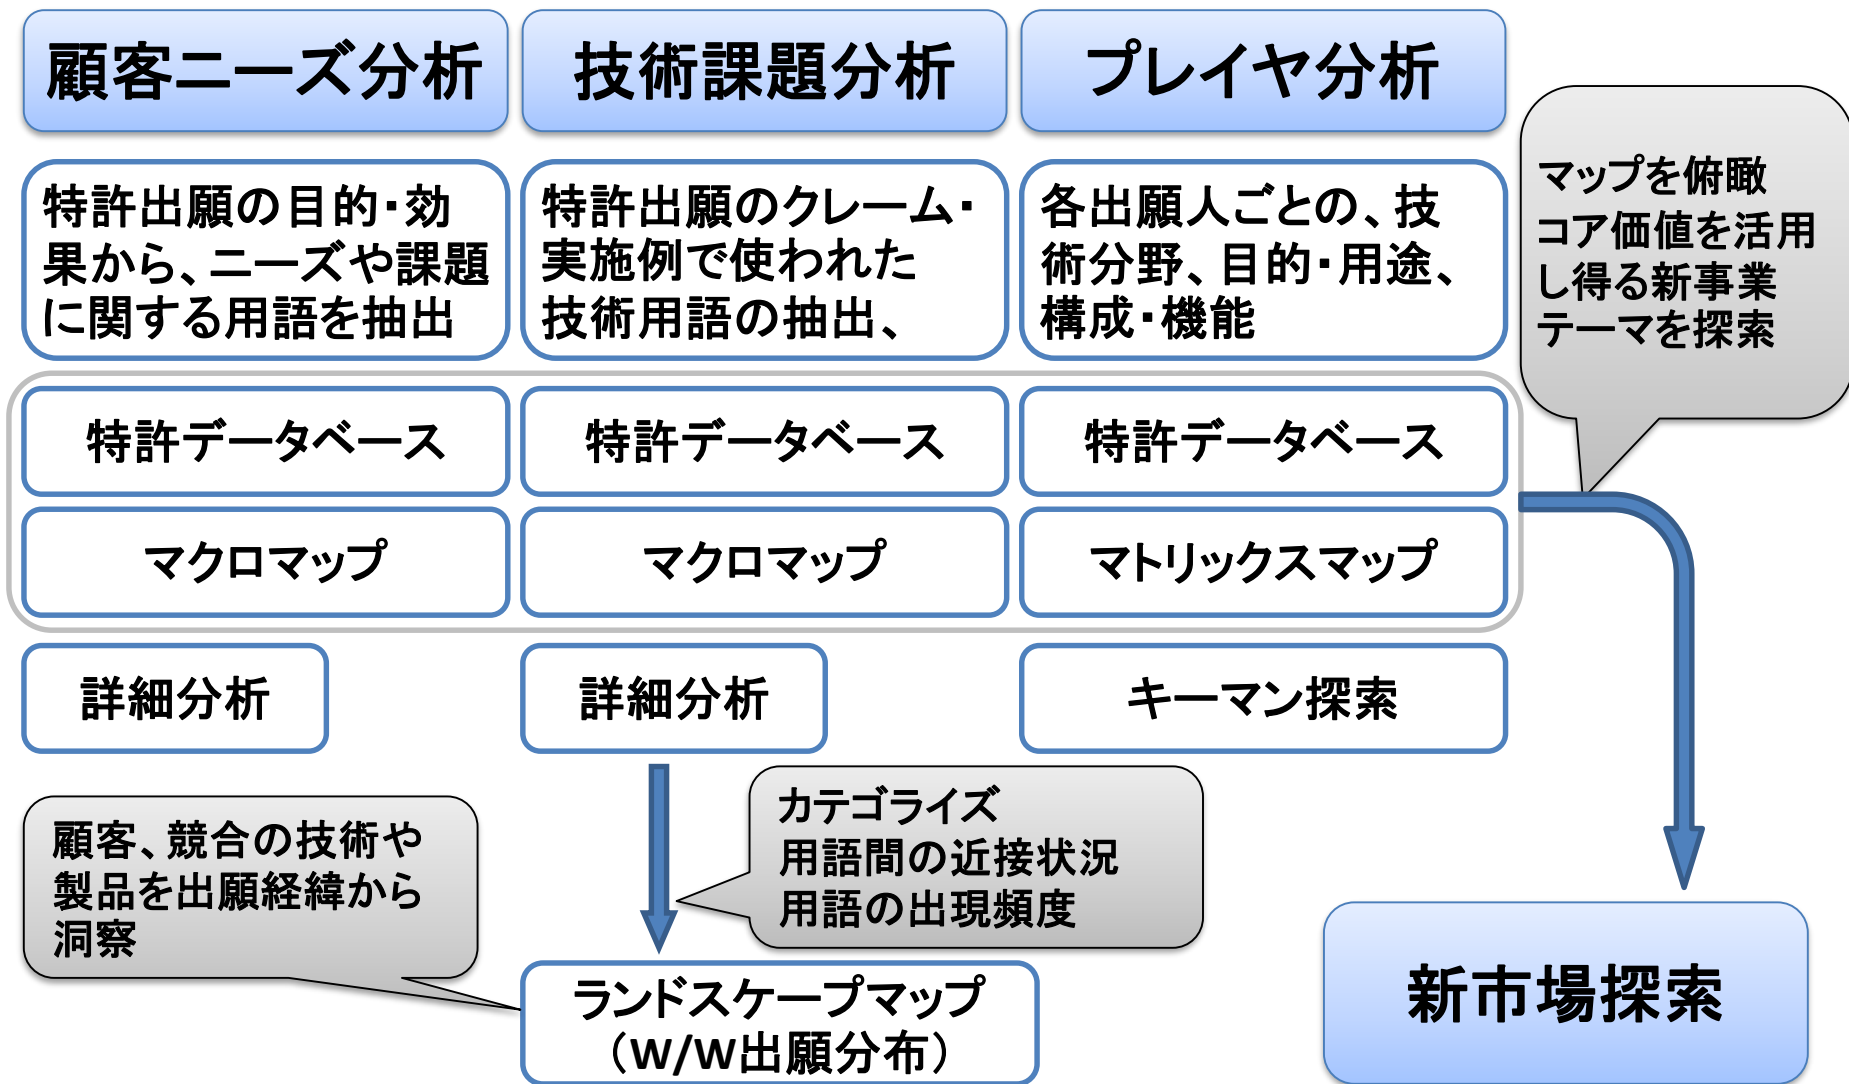 顧客ニーズ分析
技術課題分析
プレイヤ分析
特許出願の目的・効
果から、ニーズや課題
に関する用語を抽出
特許出願のクレーム・
実施例で使われた
技術用語の抽出、
各出願人ごとの、技
術分野、目的・用途、
構成・機能
マップを俯瞰
コア価値を活用
し得る新事業
テーマを探索
特許データベース
特許データベース
特許データベース
マクロマップ
マクロマップ
マトリックスマップ
詳細分析
詳細分析
キーマン探索
顧客、競合の技術や
製品を出願経緯から
洞察
カテゴライズ
用語間の近接状況
用語の出現頻度
ランドスケープマップ
（W/W出願分布）
新市場探索